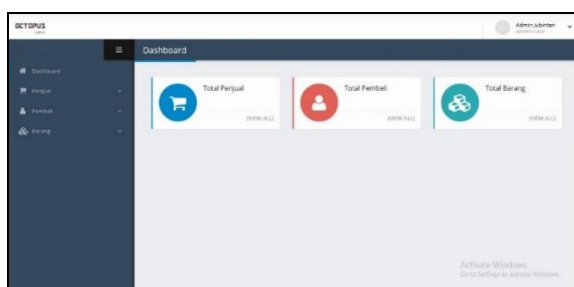 OCTOPUS
Admin Jubinten
Dashboard
Dashboard
Penjual
Pembeli
Barang
Total Penjual
(VIEW ALL)
Total Pembeli
(VIEW ALL)
Total Barang
(VIEW ALL)
Activate Windows
Go to Settings to activate Windows.